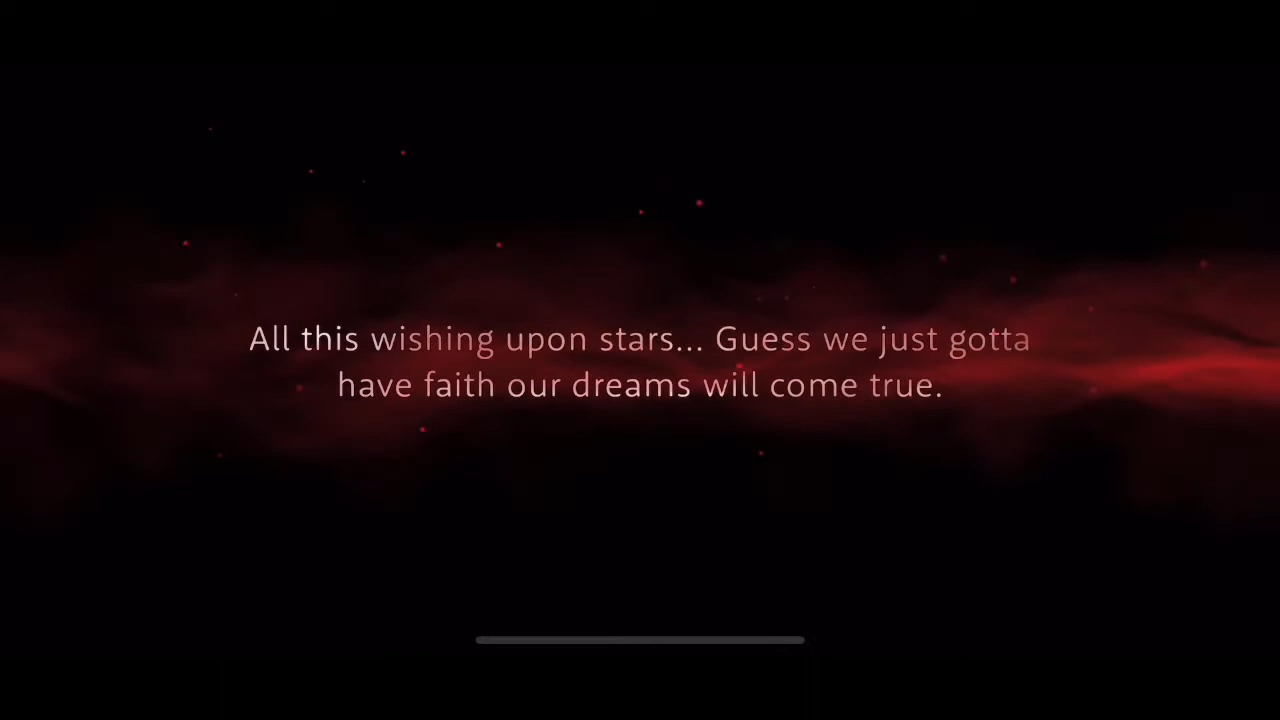 All this wishing upon stars... Guess we just gotta
have faith our dreams will come true.